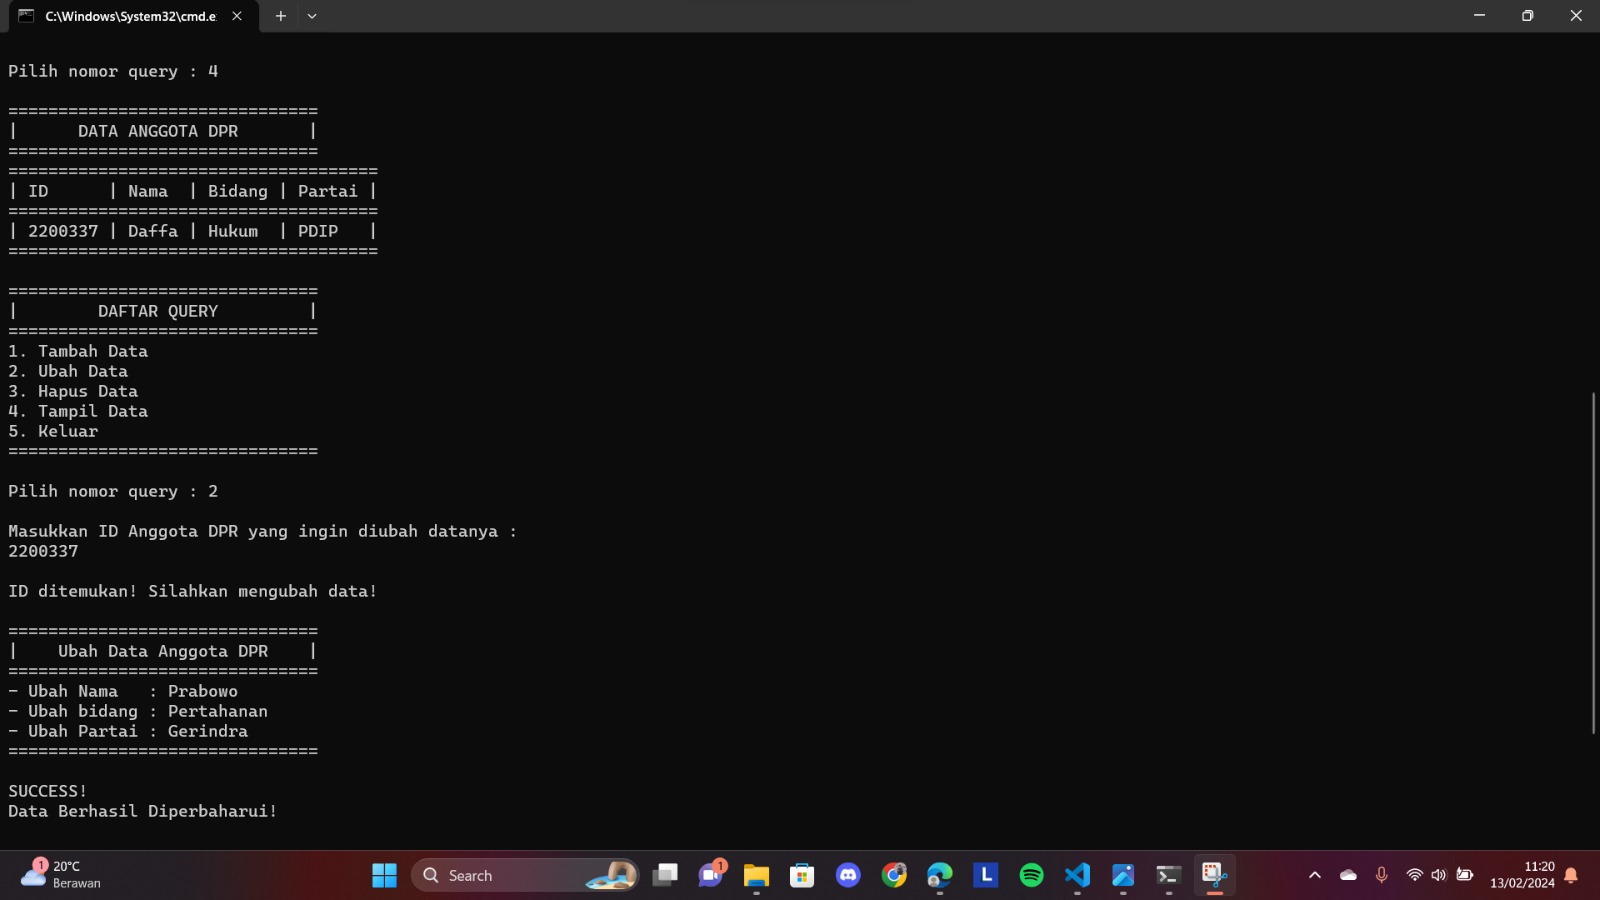 C:\Windows\System32\cmd.e
Pilih nomor query : 4
===============================
|      DATA ANGGOTA DPR       |
===============================
=====================================
| ID      | Nama  | Bidang | Partai |
=====================================
| 2200337 | Daffa | Hukum  | PDIP   |
=====================================
===============================
|        DAFTAR QUERY         |
===============================
1. Tambah Data
2. Ubah Data
3. Hapus Data
4. Tampil Data
5. Keluar
===============================
Pilih nomor query : 2
Masukkan ID Anggota DPR yang ingin diubah datanya :
2200337
ID ditemukan! Silahkan mengubah data!
===============================
|    Ubah Data Anggota DPR    |
===============================
- Ubah Nama   : Prabowo
- Ubah bidang : Pertahanan
- Ubah Partai : Gerindra
===============================
SUCCESS!
Data Berhasil Diperbaharui!
1
20°C
Berawan
Search
1
L
11:20
13/02/2024